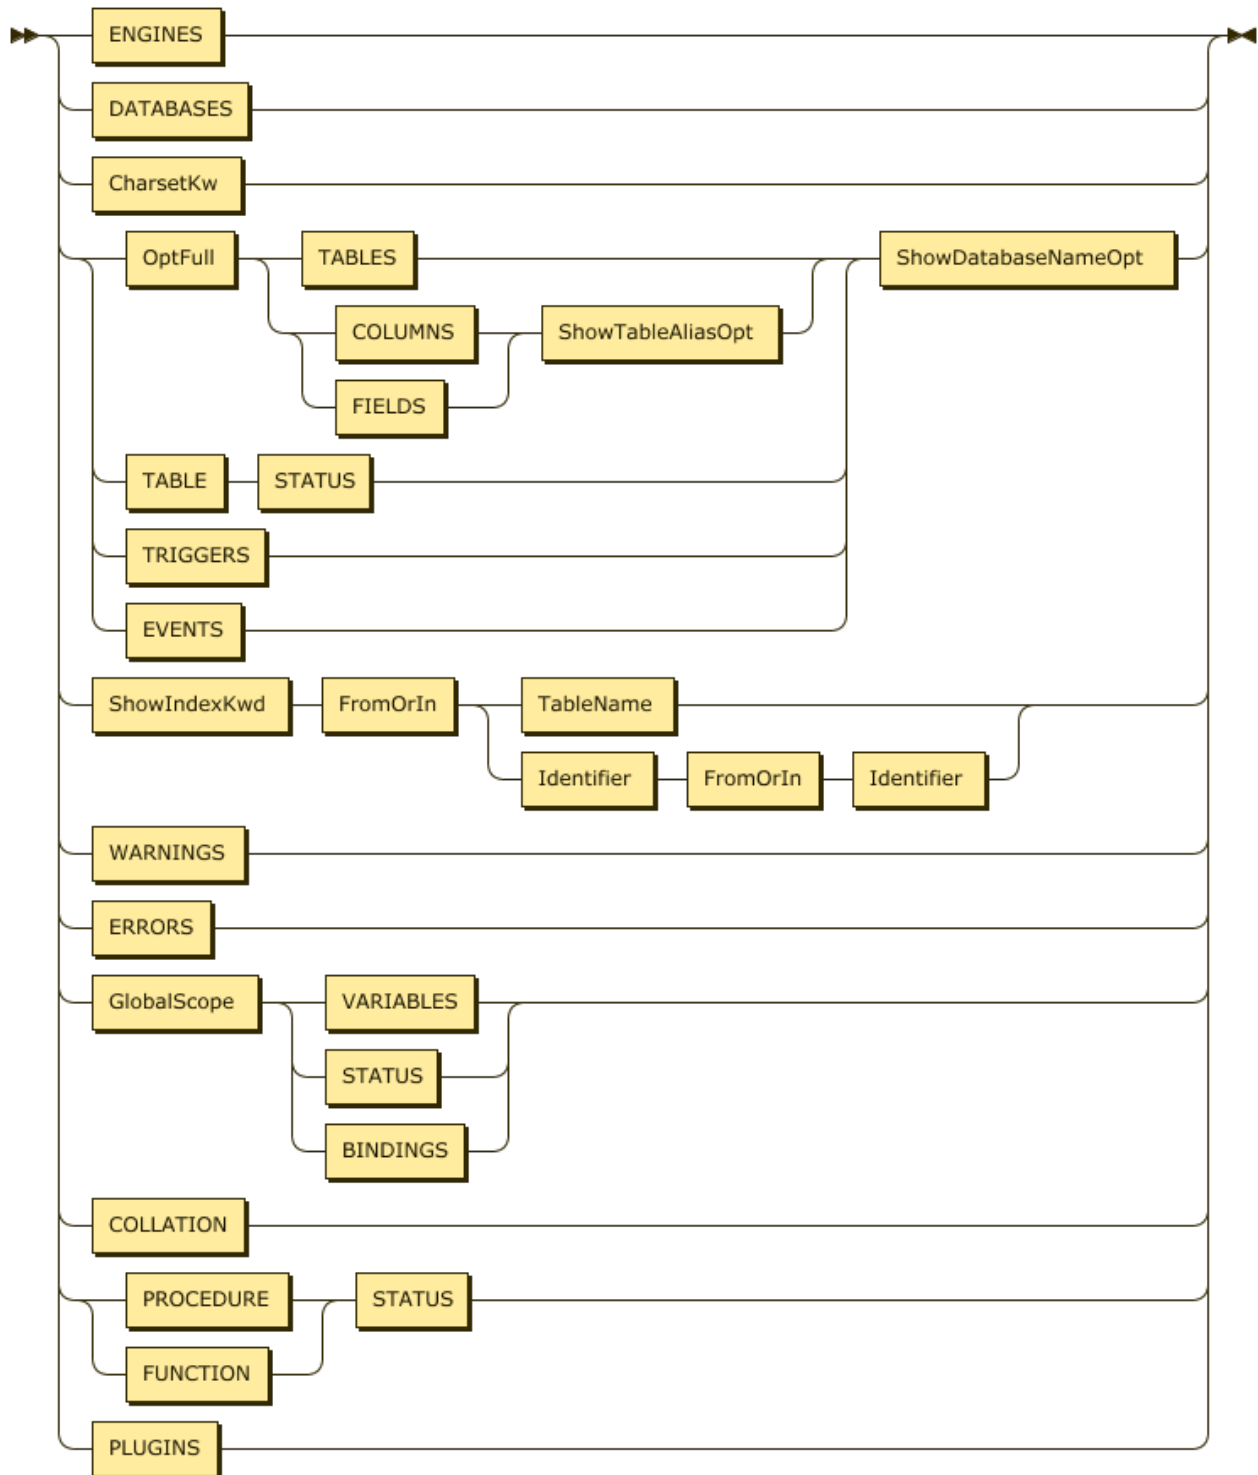 ENGINES
DATABASES
CharsetKw
OptFull TABLES ShowDatabaseNameOpt
COLUMNS ShowTableAliasOpt
FIELDS
TABLE STATUS
TRIGGERS
EVENTS
ShowIndexKwd FromOrIn TableName
Identifier FromOrIn Identifier
WARNINGS
ERRORS
GlobalScope VARIABLES
STATUS
BINDINGS
COLLATION
PROCEDURE STATUS
FUNCTION
PLUGINS